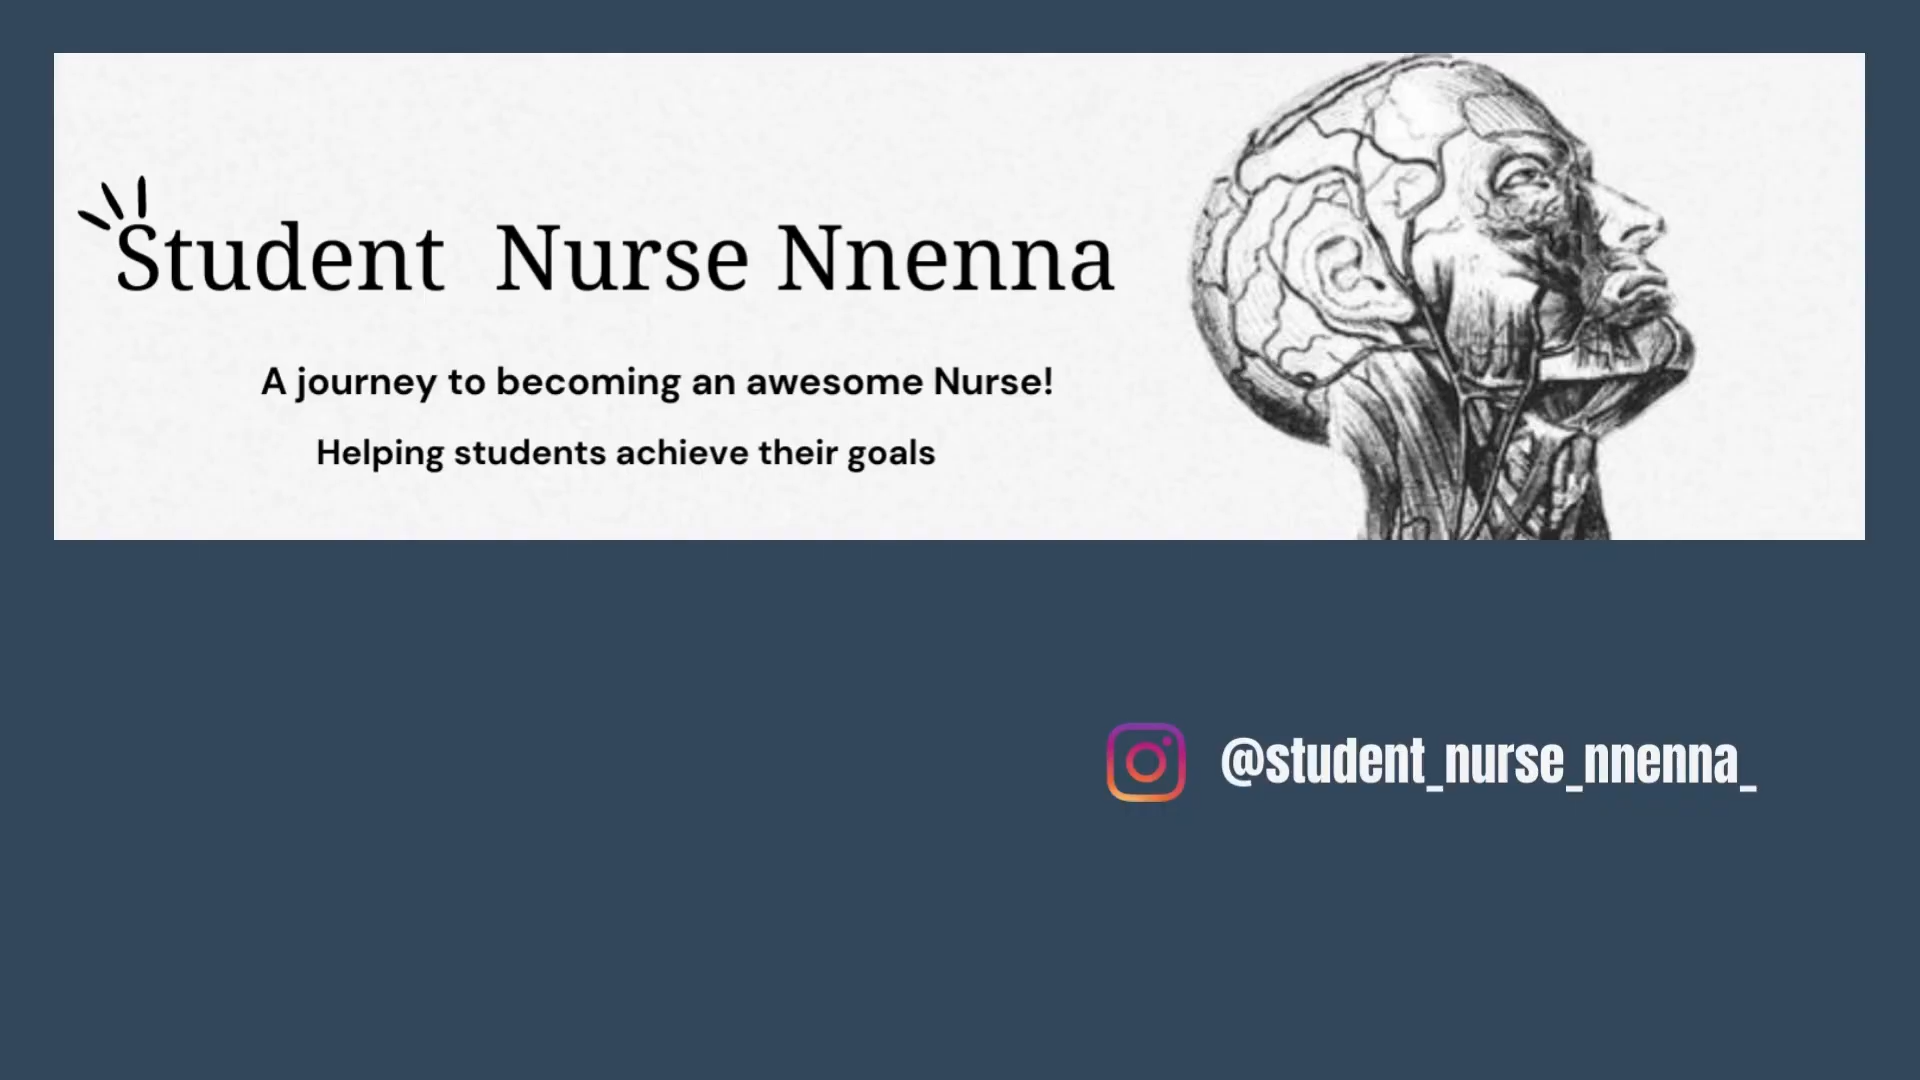 Student Nurse Nnenna
A journey to becoming an awesome Nurse!
Helping students achieve their goals
@student_nurse_nnenna_